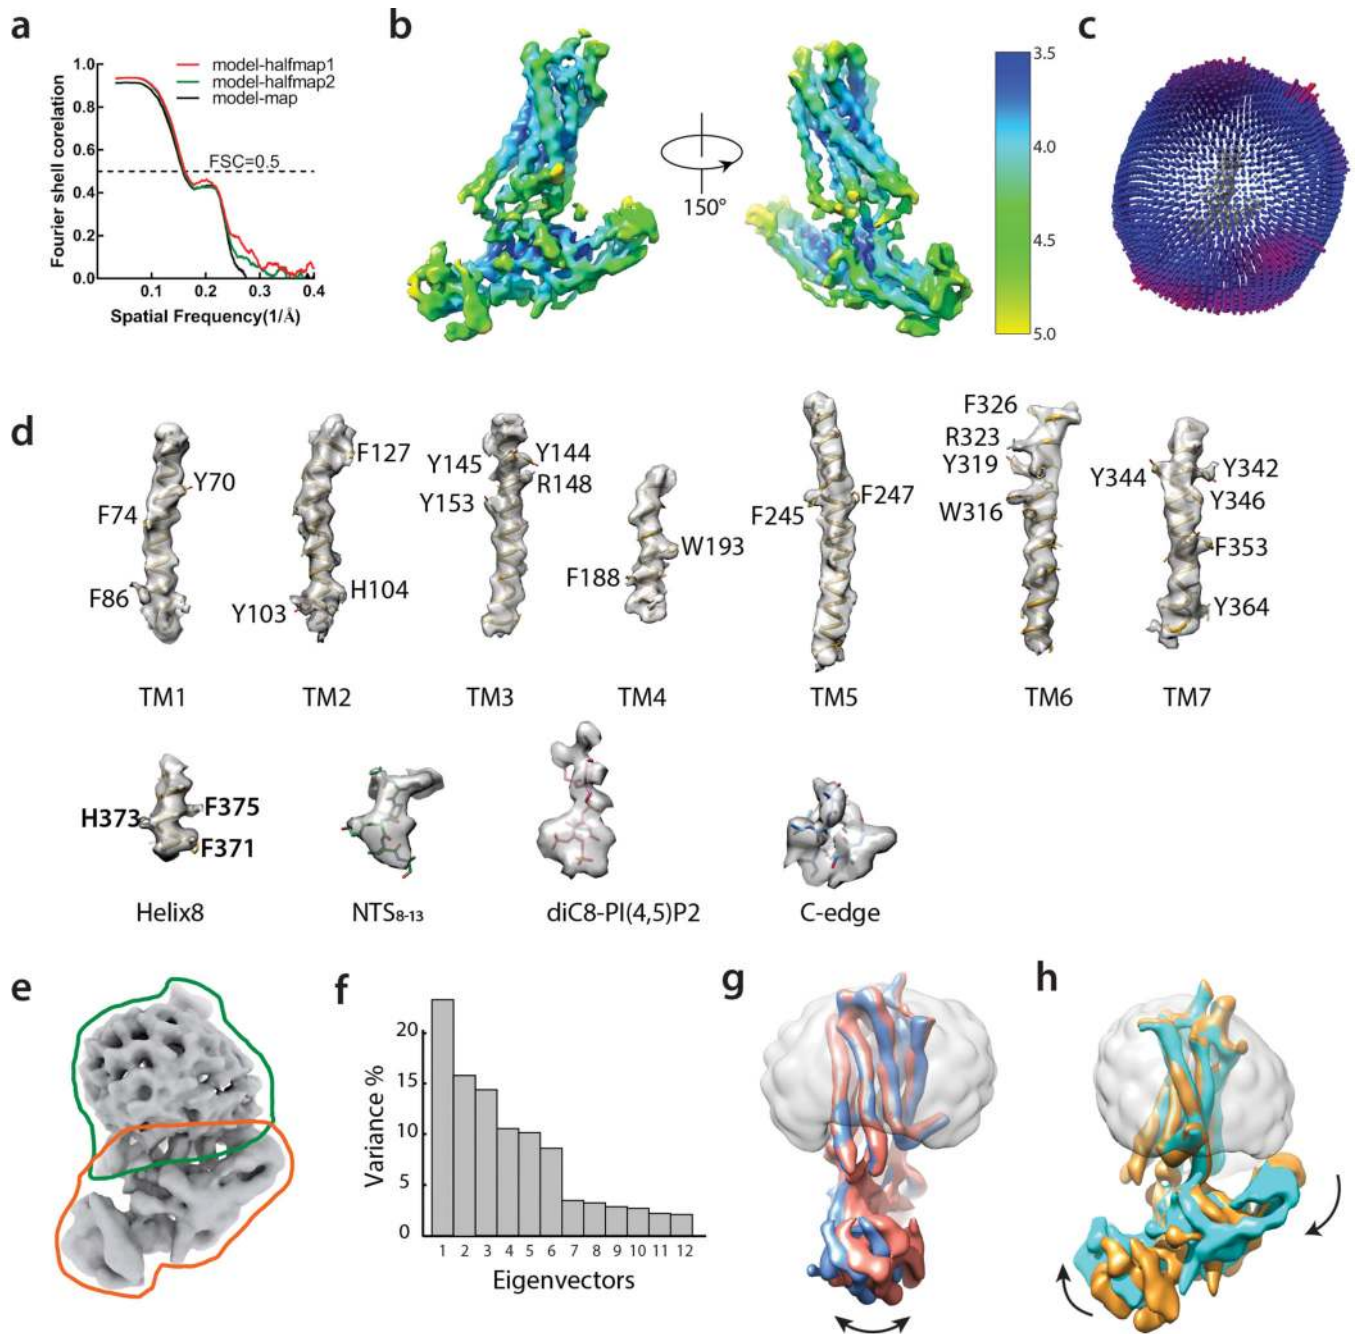 a
1.0
0.8
0.6
0.4
0.2
0.0
0.1
0.2
0.3
0.4
model-halfmap1
model-halfmap2
model-map
FSC=0.5
Fourier shell corelation
Spatial Frequency(1/Å)
b
150°
3.5
4.0
4.5
5.0
c
d
Y70
F74
F86
TM1
F127
H104
Y103
TM2
Y145
Y144
R148
Y153
TM3
W193
F188
TM4
F247
F245
TM5
F326
R323
Y319
W316
TM6
Y344
Y342
Y346
F353
Y364
TM7
H373
F375
F371
Helix8
NTS8-13
diC8-PI(4,5)P2
C-edge
e
f
20
15
10
5
0
Variance %
1 2 3 4 5 6 7 8 9 10 11 12
Eigenvectors
g
h